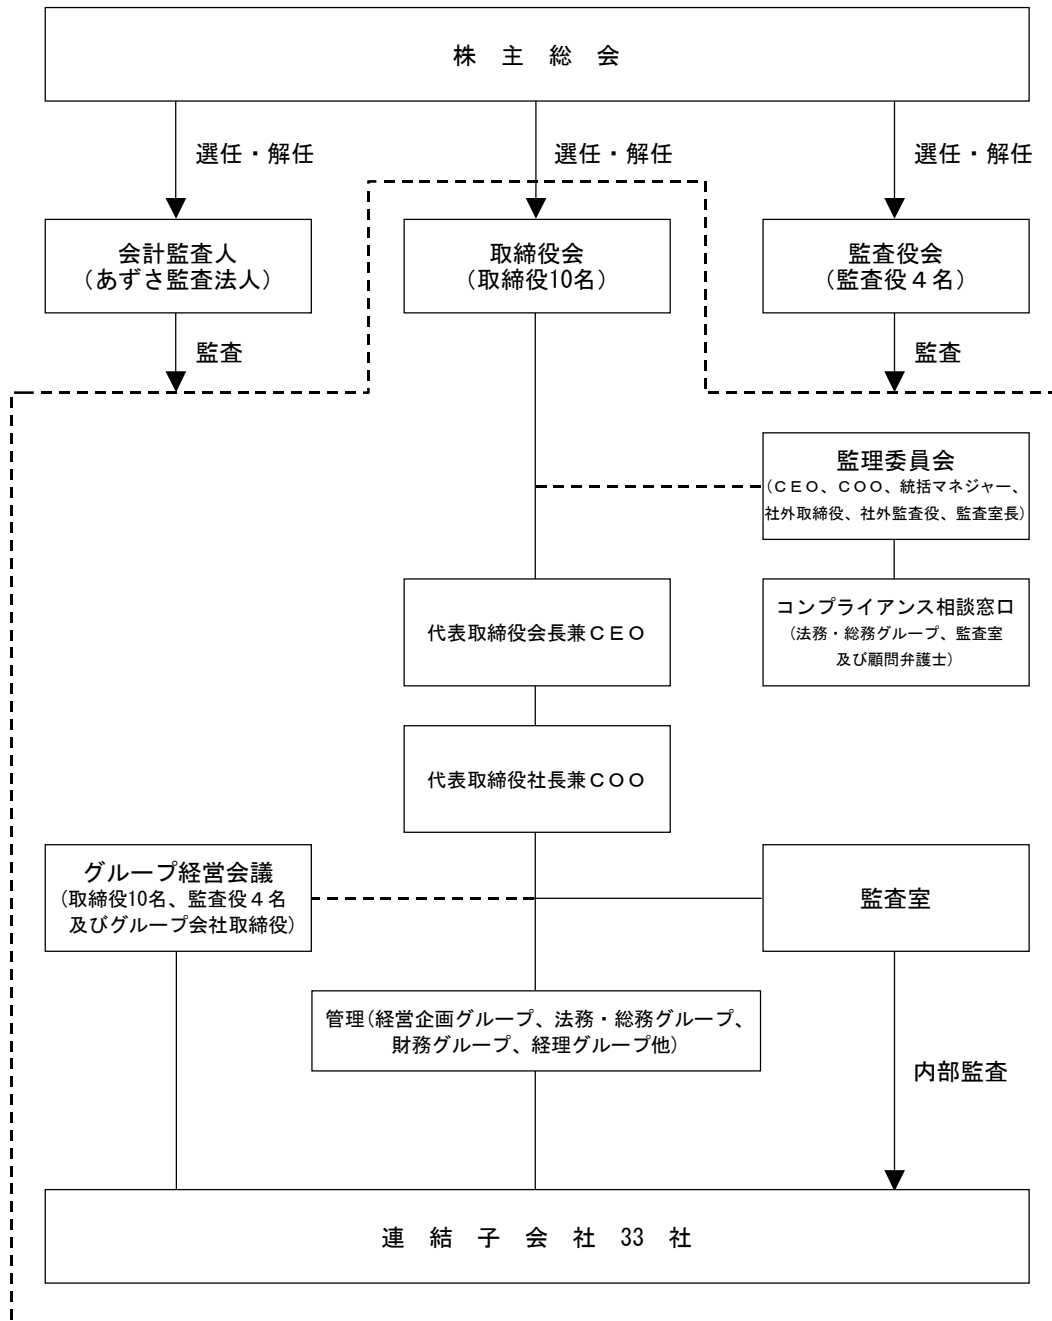 株 主 総 会
選任・解任
選任・解任
選任・解任
会計監査人
(あずさ監査法人)
取締役会
(取締役10名)
監査役会
(監査役4名)
監査
監査
監理委員会
(CEO、COO、統括マネジャー、
社外取締役、社外監査役、監査室長)
コンプライアンス相談窓口
(法務・総務グループ、監査室
及び顧問弁護士)
代表取締役会長兼CEO
代表取締役社長兼COO
グループ経営会議
(取締役10名、監査役4名
及びグループ会社取締役)
監査室
管理(経営企画グループ、法務・総務グループ、
財務グループ、経理グループ他)
内部監査
連 結 子 会 社 33 社